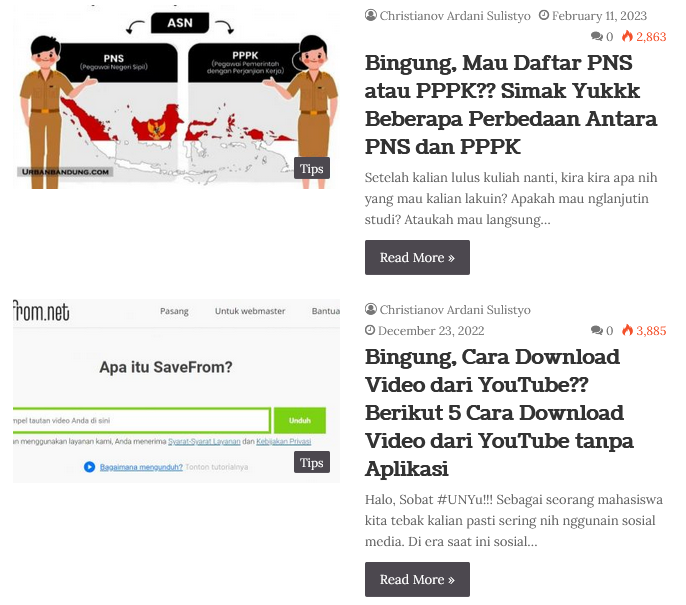 ASN
PNS
(Pegawai Negeri Sipil)
PPPK
(Pegawai Pemerintah
dengan Perjanjian Kerja)
URBANBANDUNG.COM
Tips
Christianov Ardani Sulistyo February 11, 2023
0 2,863
Bingung, Mau Daftar PNS
atau PPPK?? Simak Yukkk
Beberapa Perbedaan Antara
PNS dan PPPK
Setelah kalian lulus kuliah nanti, kira kira apa nih
yang mau kalian lakuin? Apakah mau nglanjutin
studi? Ataukah mau langsung...
Read More »
from.net
Pasang Untuk webmaster Bantua
Apa itu SaveFrom?
mpel tautan video Anda di sini
Unduh
n menggunakan layanan kami, Anda menerima Syarat-Syarat Layanan dan Kebijakan Privasi
Bagaimana mengunduh? Tonton tutorialnya
Tips
Christianov Ardani Sulistyo
December 23, 2022
0 3,885
Bingung, Cara Download
Video dari YouTube??
Berikut 5 Cara Download
Video dari YouTube tanpa
Aplikasi
Halo, Sobat #UNYu!!! Sebagai seorang mahasiswa
kita tebak kalian pasti sering nih nggunain sosial
media. Di era saat ini sosial...
Read More »